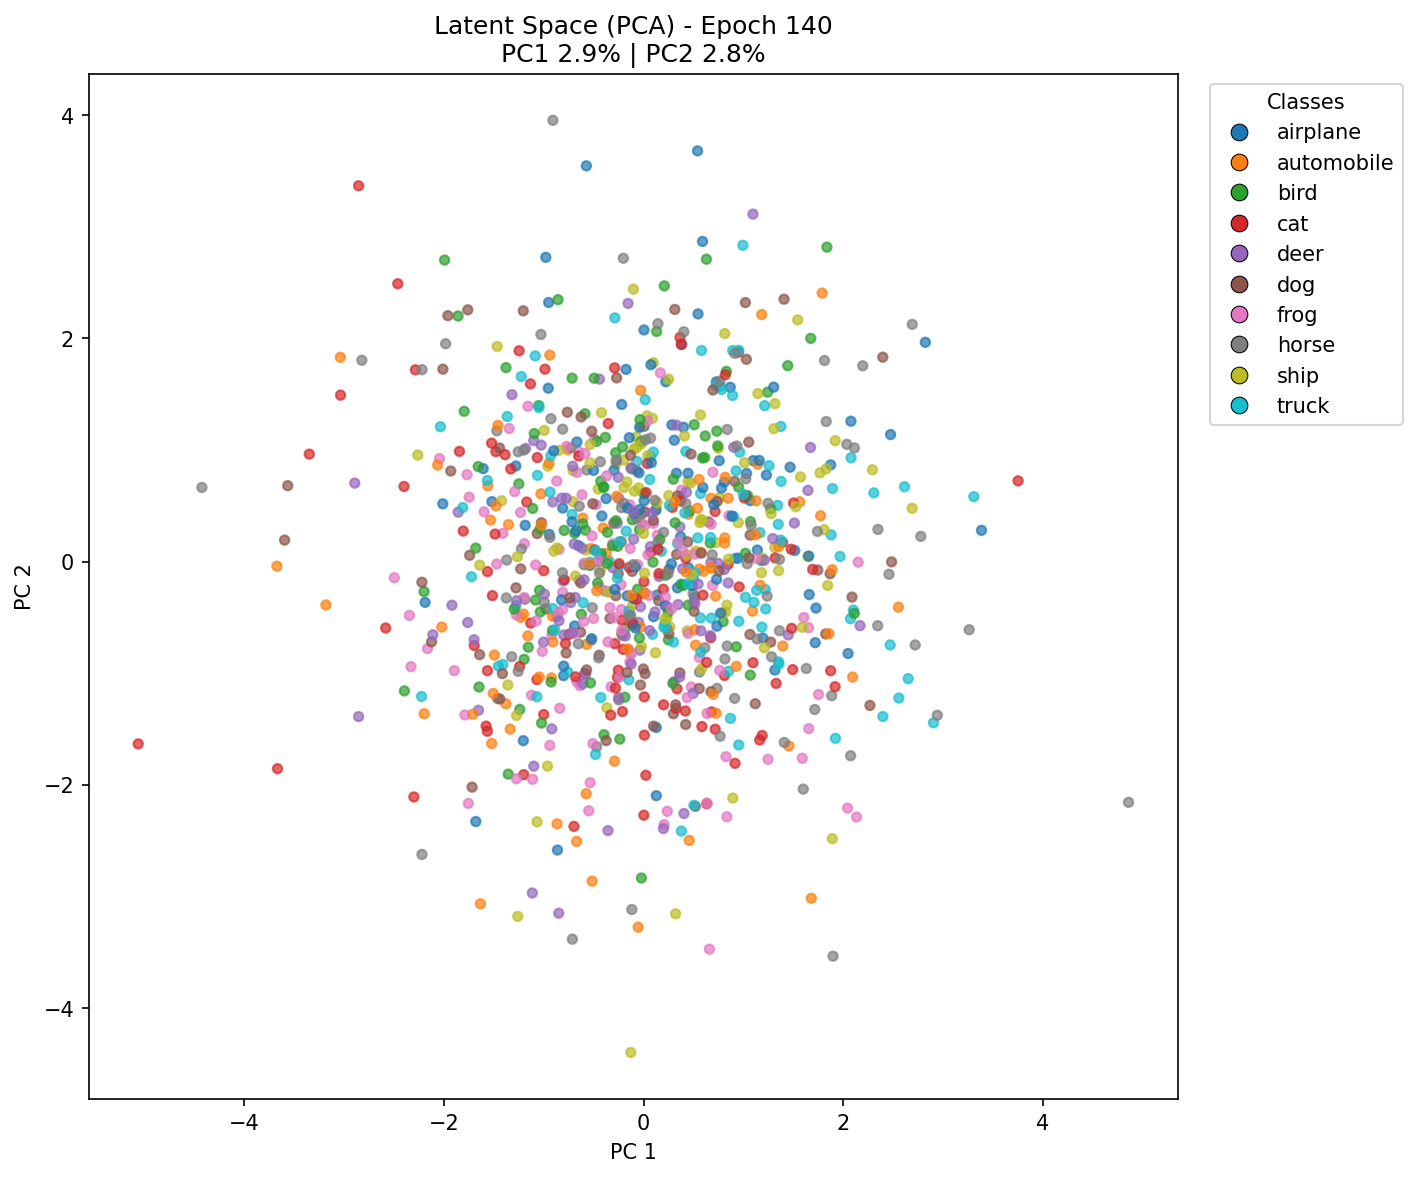 Latent Space (PCA) - Epoch 140
PC1 2.9% | PC2 2.8%
Classes
airplane
automobile
bird
cat
deer
dog
frog
horse
ship
truck
4
2
0
−2
−4
PC 2
−4
−2
0
2
4
PC 1